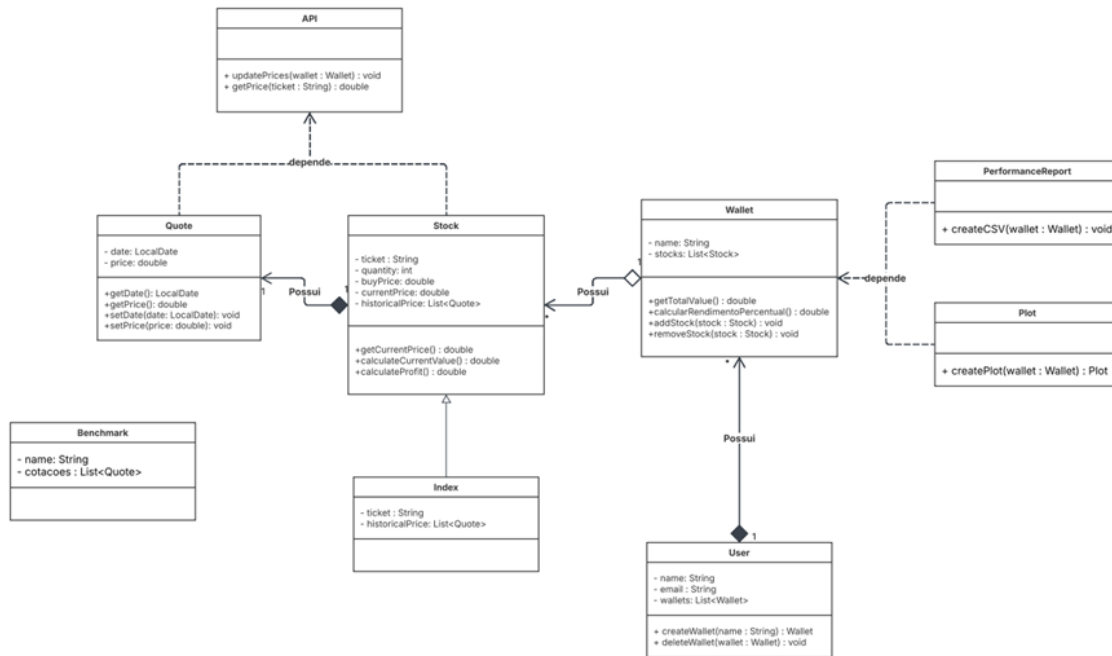 API
+ updatePrices(wallet : Wallet) : void
+ getPrice(ticket : String) : double
depende
Quote
- date: LocalDate
- price: double
+getDate(): LocalDate
+getPrice(): double
+setDate(date: LocalDate): void
+setPrice(price: double): void
1
Possui
1
Stock
- ticket : String
- quantity: int
- buyPrice: double
- currentPrice: double
- historicalPrice: List<Quote>
+getCurrentPrice() : double
+calculateCurrentValue() : double
+calculateProfit() : double
*
Possui
1
Wallet
- name: String
- stocks: List<Stock>
+getTotalValue() : double
+calcularRendimentoPercentual() : double
+addStock(stock : Stock) : void
+removeStock(stock : Stock) : void
*
depende
PerformanceReport
+ createCSV(wallet : Wallet) : void
Plot
+ createPlot(wallet : Wallet) : Plot
Possui
Benchmark
- name: String
- cotacoes : List<Quote>
Index
- ticket : String
- historicalPrice: List<Quote>
1
User
- name: String
- email : String
- wallets: List<Wallet>
+ createWallet(name : String) : Wallet
+ deleteWallet(wallet : Wallet) : void